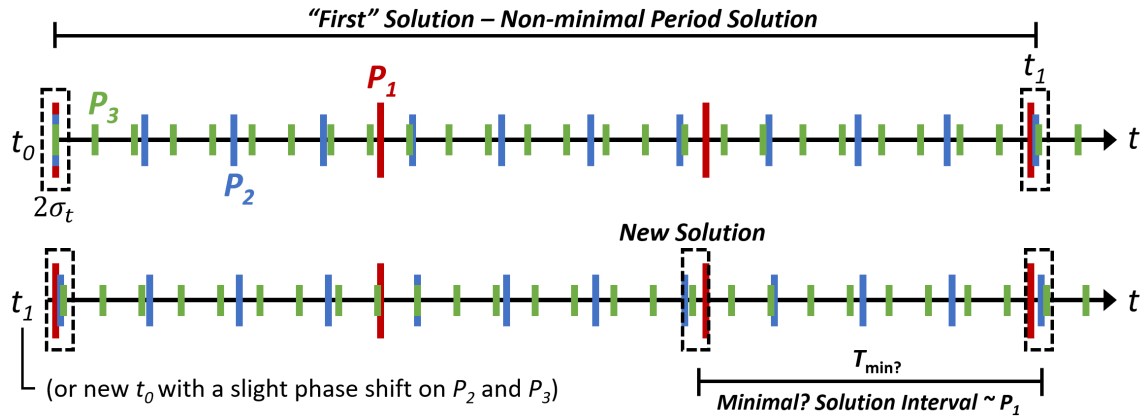 “First” Solution – Non-minimal Period Solution
t₁
P₁
P₃
t₀
t
P₂
2σₜ
New Solution
t₁
t
T_min?
(or new t₀ with a slight phase shift on P₂ and P₃)
Minimal? Solution Interval ~ P₁